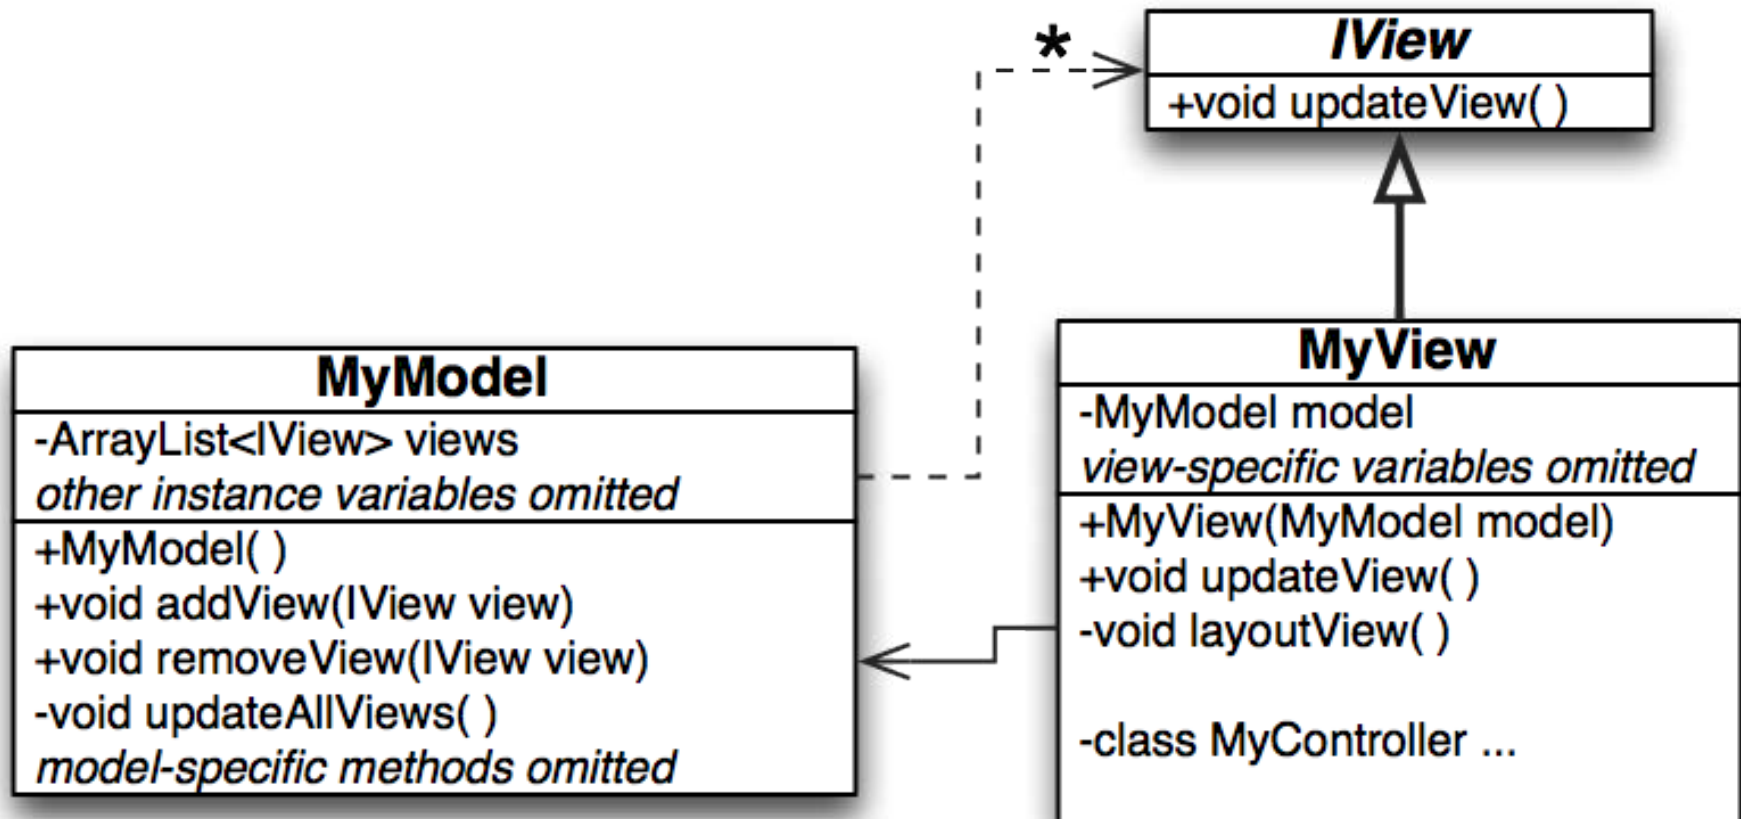 *
IView
+void updateView( )
MyModel
-ArrayList<IView> views
other instance variables omitted
+MyModel( )
+void addView(IView view)
+void removeView(IView view)
-void updateAllViews( )
model-specific methods omitted
MyView
-MyModel model
view-specific variables omitted
+MyView(MyModel model)
+void updateView( )
-void layoutView( )
-class MyController ...